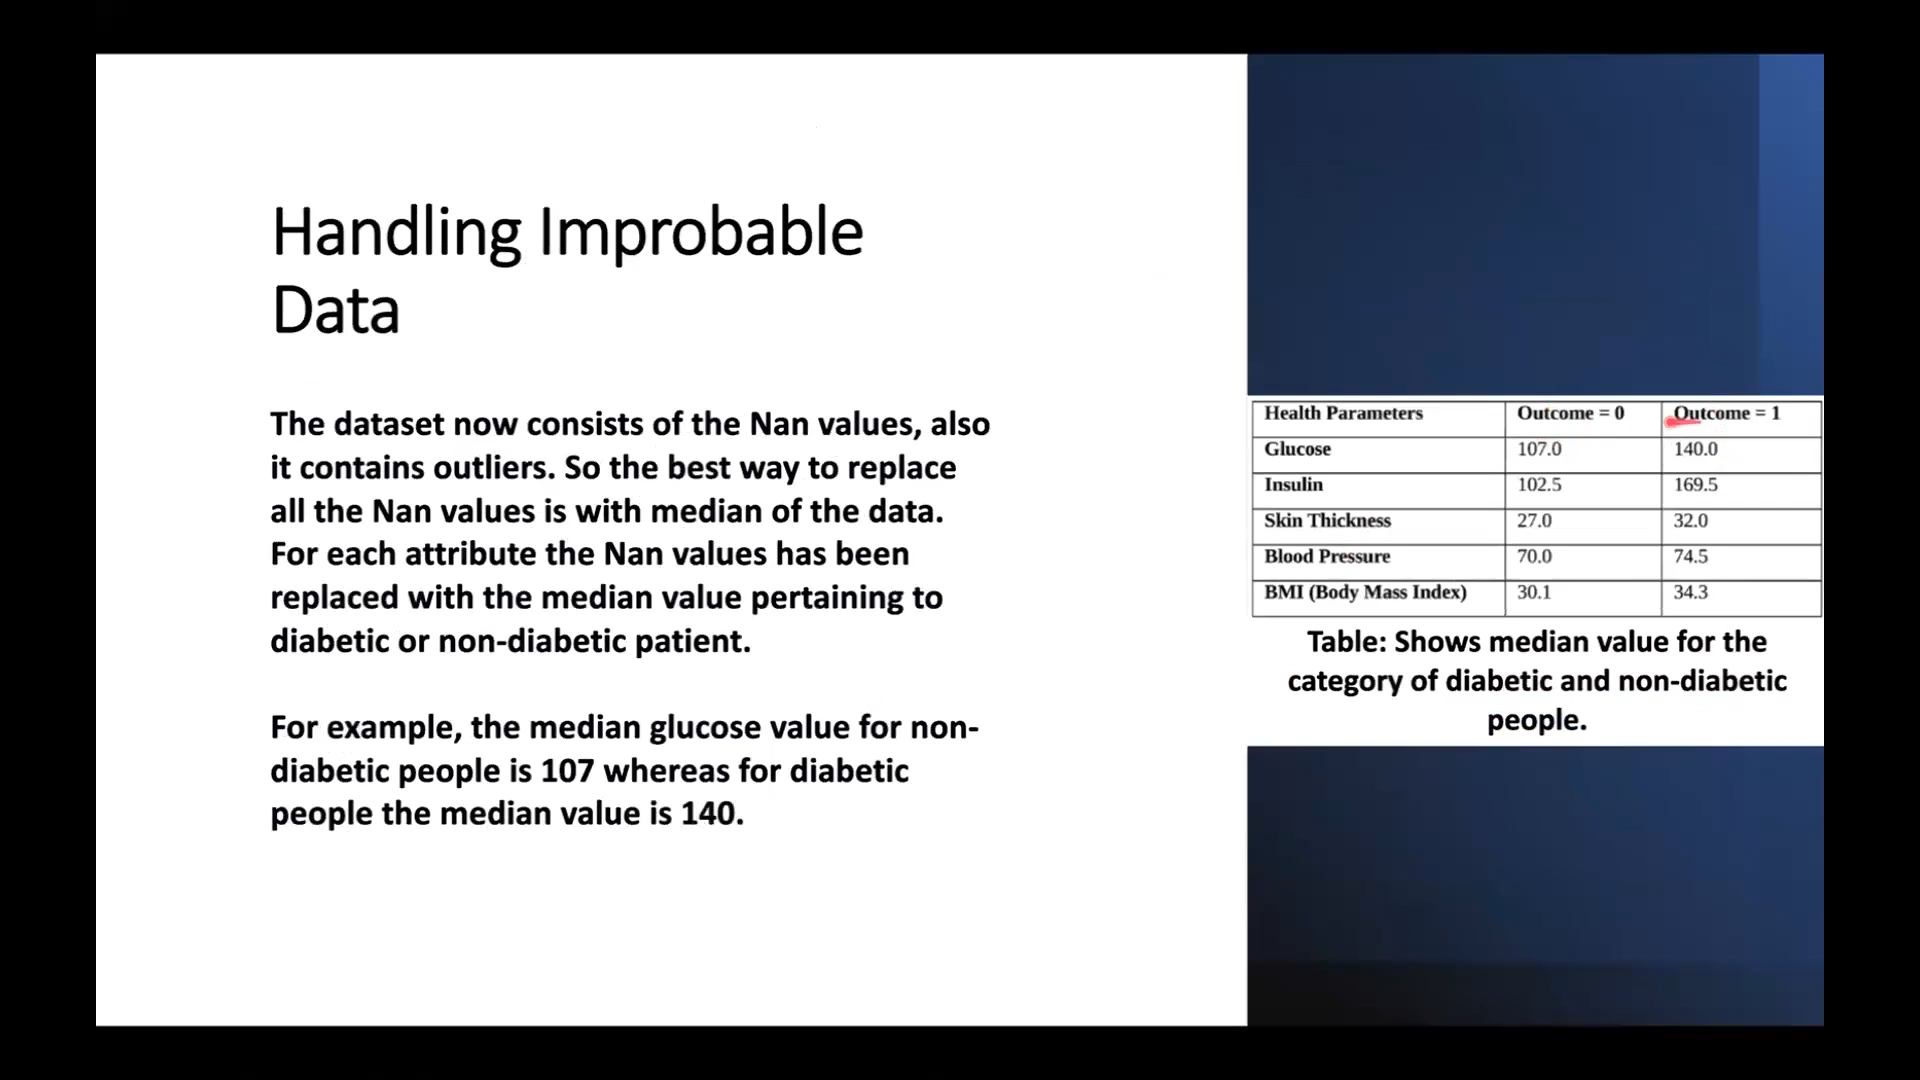 Handling Improbable
Data
The dataset now consists of the Nan values, also
it contains outliers. So the best way to replace
all the Nan values is with median of the data.
For each attribute the Nan values has been
replaced with the median value pertaining to
diabetic or non-diabetic patient.
For example, the median glucose value for non-
diabetic people is 107 whereas for diabetic
people the median value is 140.
Health Parameters Outcome = 0 Outcome = 1
Glucose 107.0 140.0
Insulin 102.5 169.5
Skin Thickness 27.0 32.0
Blood Pressure 70.0 74.5
BMI (Body Mass Index) 30.1 34.3
Table: Shows median value for the
category of diabetic and non-diabetic
people.